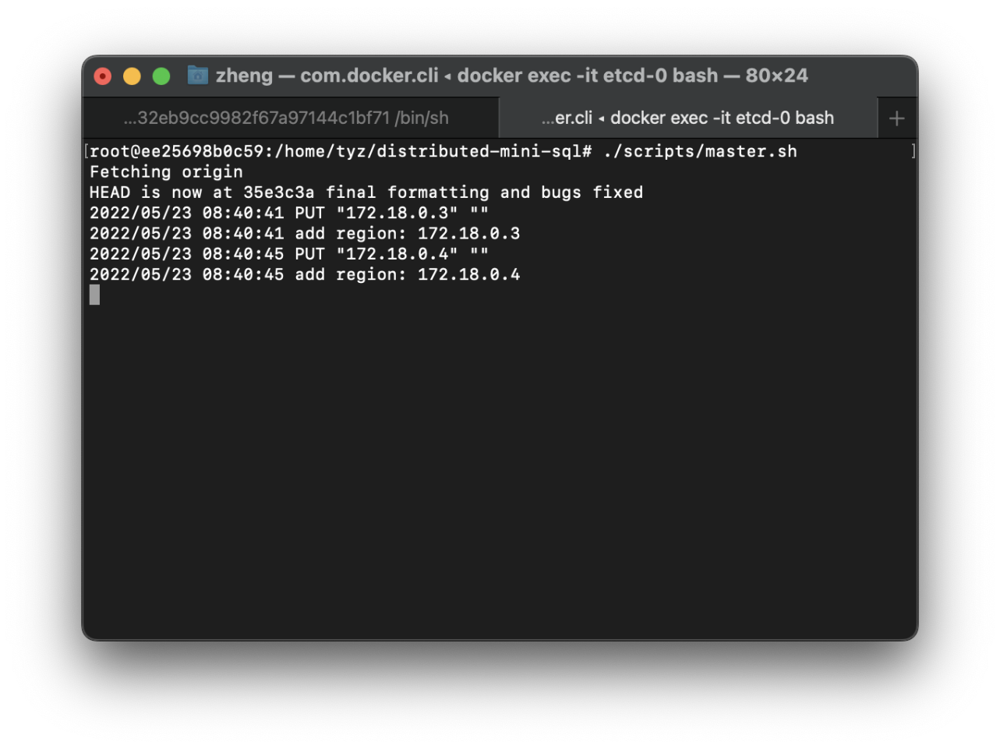 zheng — com.docker.cli ◂ docker exec -it etcd-0 bash — 80×24
...32eb9cc9982f67a97144c1bf71 /bin/sh
...er.cli ◂ docker exec -it etcd-0 bash
+
[root@ee25698b0c59:/home/tyz/distributed-mini-sql# ./scripts/master.sh ]
Fetching origin
HEAD is now at 35e3c3a final formatting and bugs fixed
2022/05/23 08:40:41 PUT "172.18.0.3" ""
2022/05/23 08:40:41 add region: 172.18.0.3
2022/05/23 08:40:45 PUT "172.18.0.4" ""
2022/05/23 08:40:45 add region: 172.18.0.4